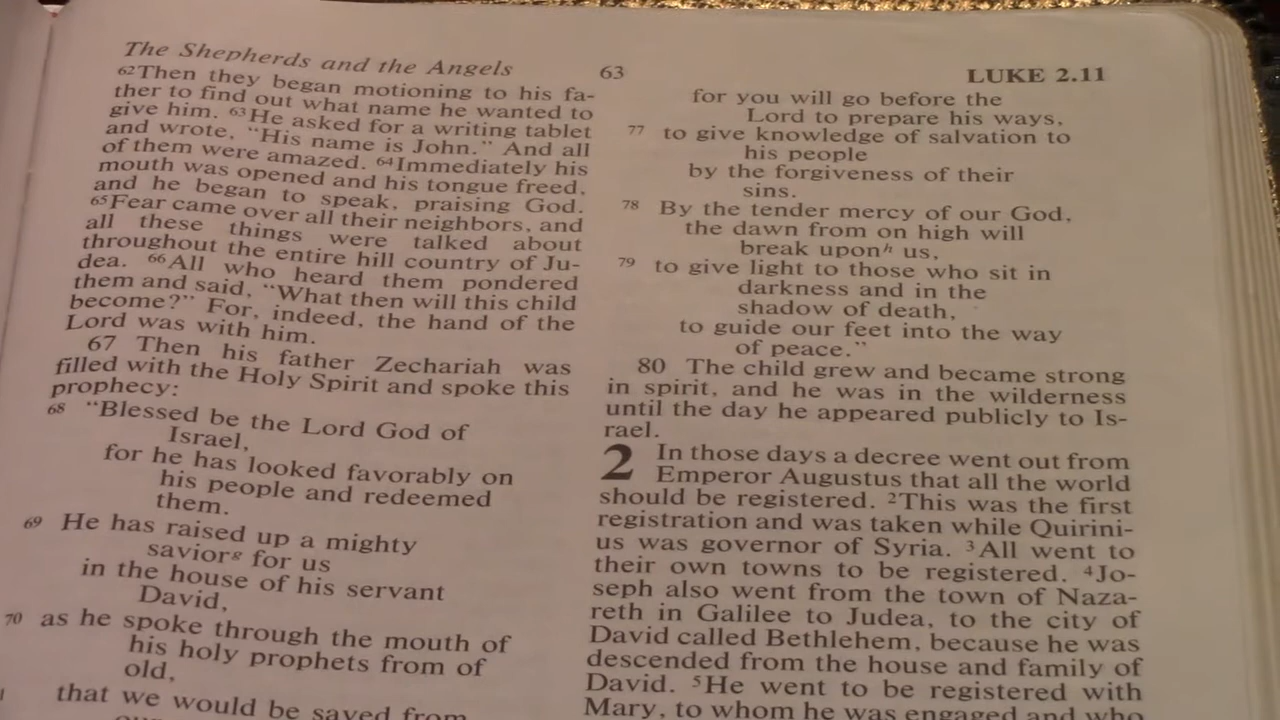 The Shepherds and the Angels
63
LUKE 2.11
62Then they began motioning to his fa-
ther to find out what name he wanted to
give him. 63He asked for a writing tablet
and wrote, "His name is John." And all
of them were amazed. 64Immediately his
mouth was opened and his tongue freed,
and he began to speak, praising God.
65Fear came over all their neighbors, and
all these things were talked about
throughout the entire hill country of Ju-
dea. 66All who heard them pondered
them and said, "What then will this child
become?" For, indeed, the hand of the
Lord was with him.
67 Then his father Zechariah was
filled with the Holy Spirit and spoke this
prophecy:
68 "Blessed be the Lord God of
Israel,
for he has looked favorably on
his people and redeemed
them.
69 He has raised up a mighty
saviorg for us
in the house of his servant
David,
70 as he spoke through the mouth of
his holy prophets from of
old,
that we would be saved from
for you will go before the
Lord to prepare his ways,
77 to give knowledge of salvation to
his people
by the forgiveness of their
sins.
78 By the tender mercy of our God,
the dawn from on high will
break uponh us,
79 to give light to those who sit in
darkness and in the
shadow of death,
to guide our feet into the way
of peace."
80 The child grew and became strong
in spirit, and he was in the wilderness
until the day he appeared publicly to Is-
rael.
2 In those days a decree went out from
Emperor Augustus that all the world
should be registered. 2This was the first
registration and was taken while Quirini-
us was governor of Syria. 3All went to
their own towns to be registered. 4Jo-
seph also went from the town of Naza-
reth in Galilee to Judea, to the city of
David called Bethlehem, because he was
descended from the house and family of
David. 5He went to be registered with
Mary, to whom he was engaged and who